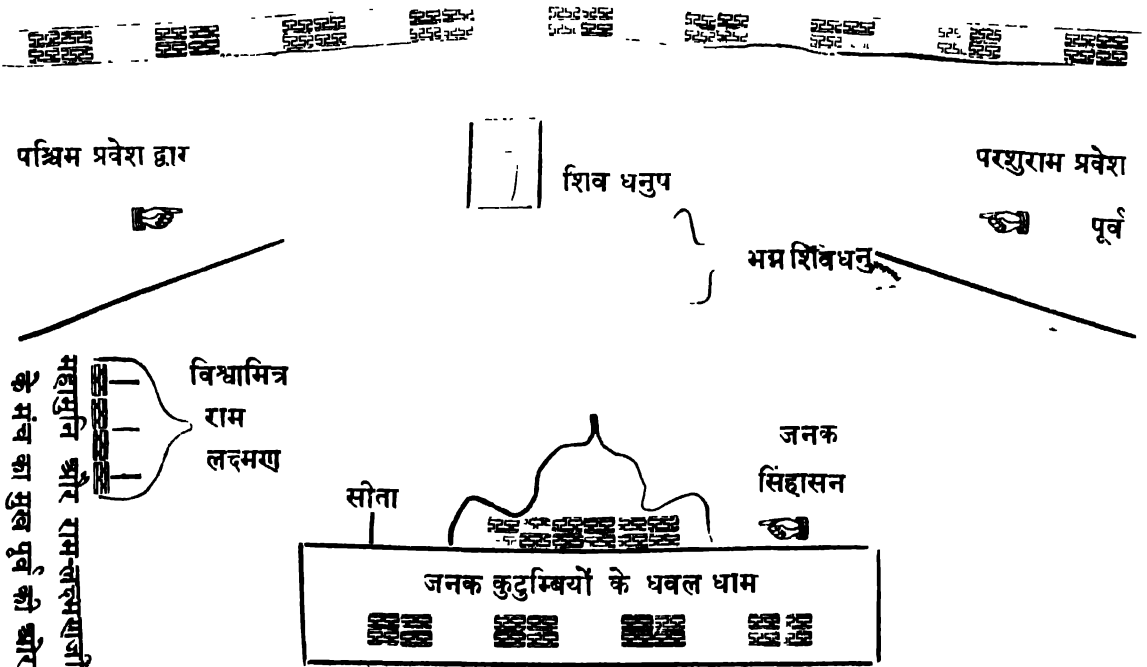 पश्चिम प्रवेश द्वार
परशुराम प्रवेश
पूर्व
शिव धनुष
भग्न शिवधनु
महामुनि और राम-लक्ष्मणजी
के मंच का मुख पूर्व की ओर
विश्वामित्र
राम
लक्ष्मण
जनक
सिंहासन
सीता
जनक कुटुम्बियों के धवल धाम